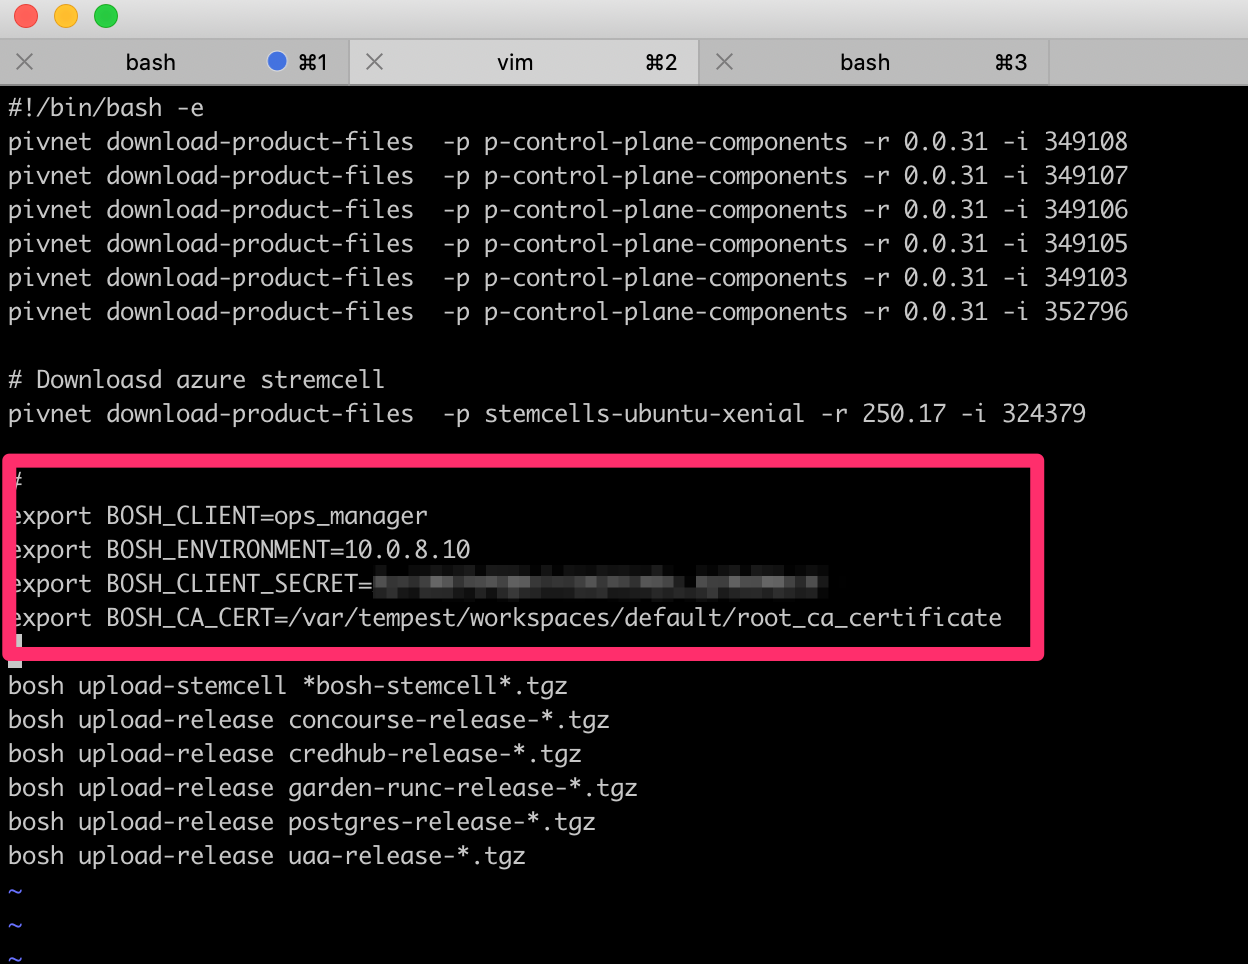 bash ⌘1 vim ⌘2 bash ⌘3
#!/bin/bash -e
pivnet download-product-files  -p p-control-plane-components -r 0.0.31 -i 349108
pivnet download-product-files  -p p-control-plane-components -r 0.0.31 -i 349107
pivnet download-product-files  -p p-control-plane-components -r 0.0.31 -i 349106
pivnet download-product-files  -p p-control-plane-components -r 0.0.31 -i 349105
pivnet download-product-files  -p p-control-plane-components -r 0.0.31 -i 349103
pivnet download-product-files  -p p-control-plane-components -r 0.0.31 -i 352796
# Downloasd azure stremcell
pivnet download-product-files  -p stemcells-ubuntu-xenial -r 250.17 -i 324379
#
export BOSH_CLIENT=ops_manager
export BOSH_ENVIRONMENT=10.0.8.10
export BOSH_CLIENT_SECRET=
export BOSH_CA_CERT=/var/tempest/workspaces/default/root_ca_certificate
bosh upload-stemcell *bosh-stemcell*.tgz
bosh upload-release concourse-release-*.tgz
bosh upload-release credhub-release-*.tgz
bosh upload-release garden-runc-release-*.tgz
bosh upload-release postgres-release-*.tgz
bosh upload-release uaa-release-*.tgz
~
~
~